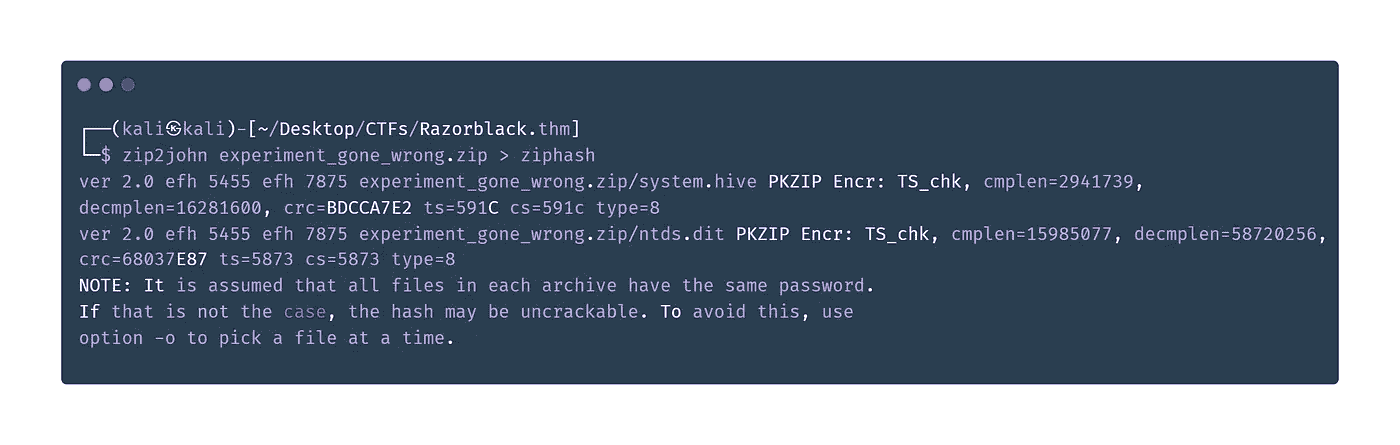 ┌──(kali㉿kali)-[~/Desktop/CTFs/Razorblack.thm]
└─$ zip2john experiment_gone_wrong.zip > ziphash
ver 2.0 efh 5455 efh 7875 experiment_gone_wrong.zip/system.hive PKZIP Encr: TS_chk, cmplen=2941739,
decmplen=16281600, crc=BDCCA7E2 ts=591C cs=591c type=8
ver 2.0 efh 5455 efh 7875 experiment_gone_wrong.zip/ntds.dit PKZIP Encr: TS_chk, cmplen=15985077, decmplen=58720256,
crc=68037E87 ts=5873 cs=5873 type=8
NOTE: It is assumed that all files in each archive have the same password.
If that is not the case, the hash may be uncrackable. To avoid this, use
option -o to pick a file at a time.